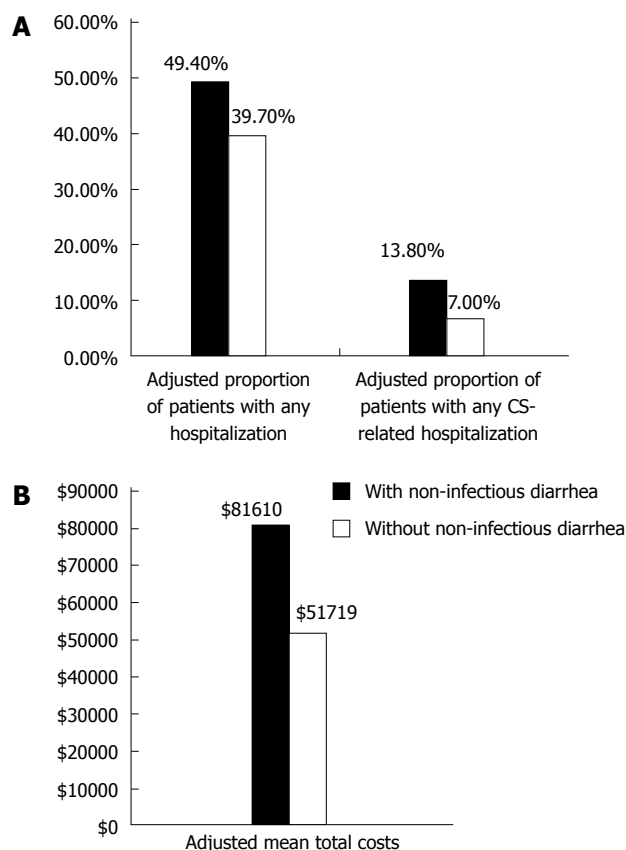 A
60.00%
50.00%
40.00%
30.00%
20.00%
10.00%
0.00%
49.40%
39.70%
13.80%
7.00%
Adjusted proportion
of patients with any
hospitalization
Adjusted proportion of
patients with any CS-
related hospitalization
B
$90000
$80000
$70000
$60000
$50000
$40000
$30000
$20000
$10000
$0
$81610
$51719
With non-infectious diarrhea
Without non-infectious diarrhea
Adjusted mean total costs